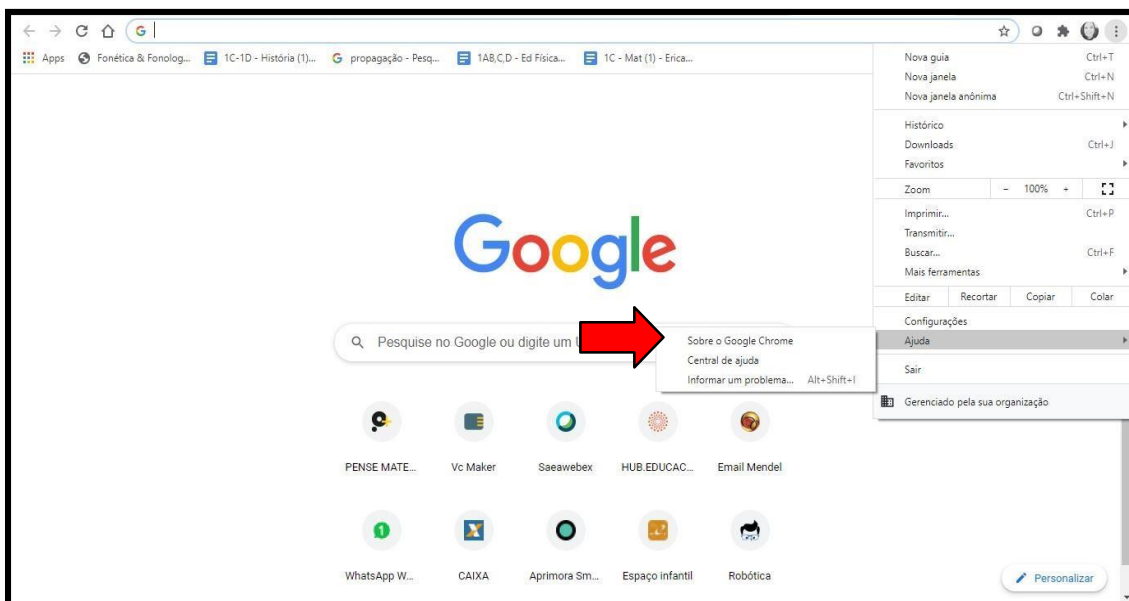 G
Apps Fonética & Fonolog... 1C-1D - História (1)... G propagação - Pesq... 1AB,C,D - Ed Física... 1C - Mat (1) - Erica...
Nova guia Ctrl+T
Nova janela Ctrl+N
Nova janela anônima Ctrl+Shift+N
Histórico
Downloads Ctrl+J
Favoritos
Zoom - 100% +
Imprimir... Ctrl+P
Transmitir...
Buscar... Ctrl+F
Mais ferramentas
Editar Recortar Copiar Colar
Configurações
Ajuda
Sair
Gerenciado pela sua organização
Google
Pesquise no Google ou digite um
Sobre o Google Chrome
Central de ajuda
Informar um problema... Alt+Shift+I
PENSE MATE... Vc Maker Saeawebex HUB.EDUCAC... Email Mendel
WhatsApp W... CAIXA Aprimora Sm... Espaço infantil Robótica
Personalizar